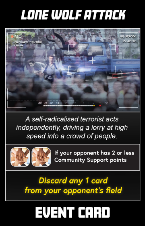 LONE WOLF ATTACK
A self-radicalised terrorist acts
independently, driving a lorry at high
speed into a crowd of people
If your opponent has 2 or less
Community Support points
Discard any 1 card
from your opponent's field
EVENT CARD